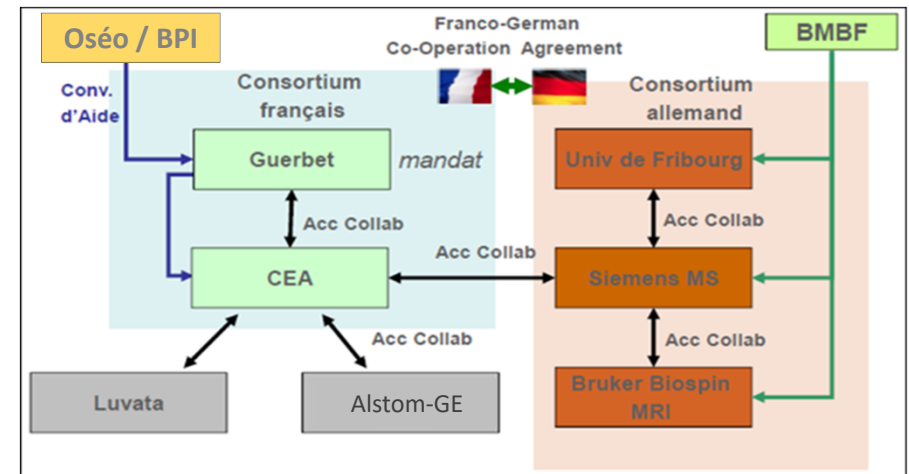 Oséo / BPI
Franco-German
Co-Operation Agreement
BMBF
Conv.
d'Aide
Consortium
français
Consortium
allemand
Guerbet
mandat
Univ de Fribourg
Acc Collab
Acc Collab
Acc Collab
CEA
Siemens MS
Acc Collab
Acc Collab
Luvata
Alstom-GE
Bruker Biospin
MRI